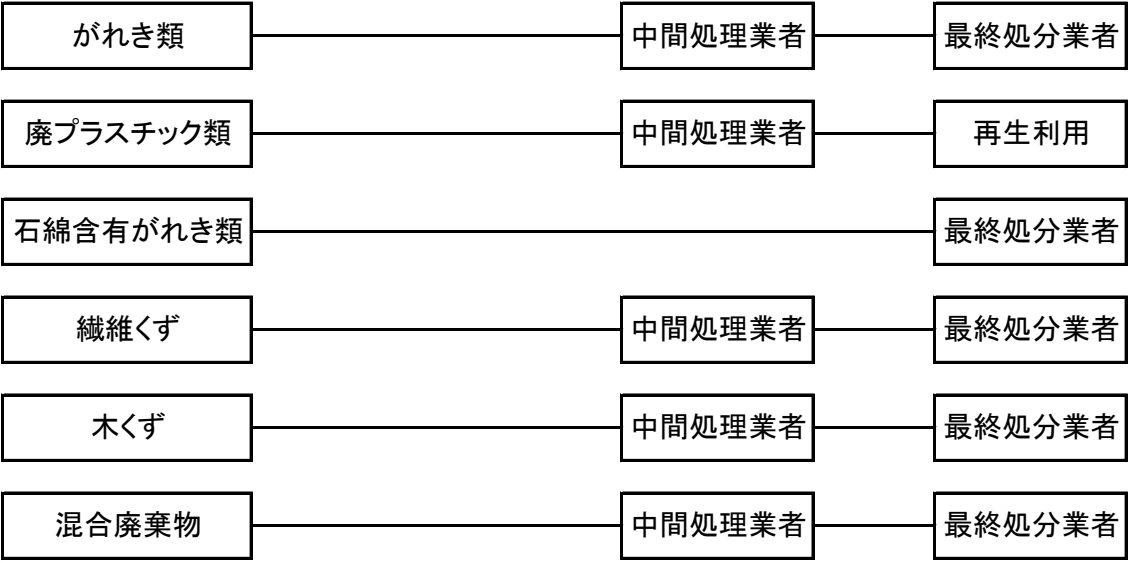 がれき類 中間処理業者 最終処分業者
廃プラスチック類 中間処理業者 再生利用
石綿含有がれき類 最終処分業者
繊維くず 中間処理業者 最終処分業者
木くず 中間処理業者 最終処分業者
混合廃棄物 中間処理業者 最終処分業者